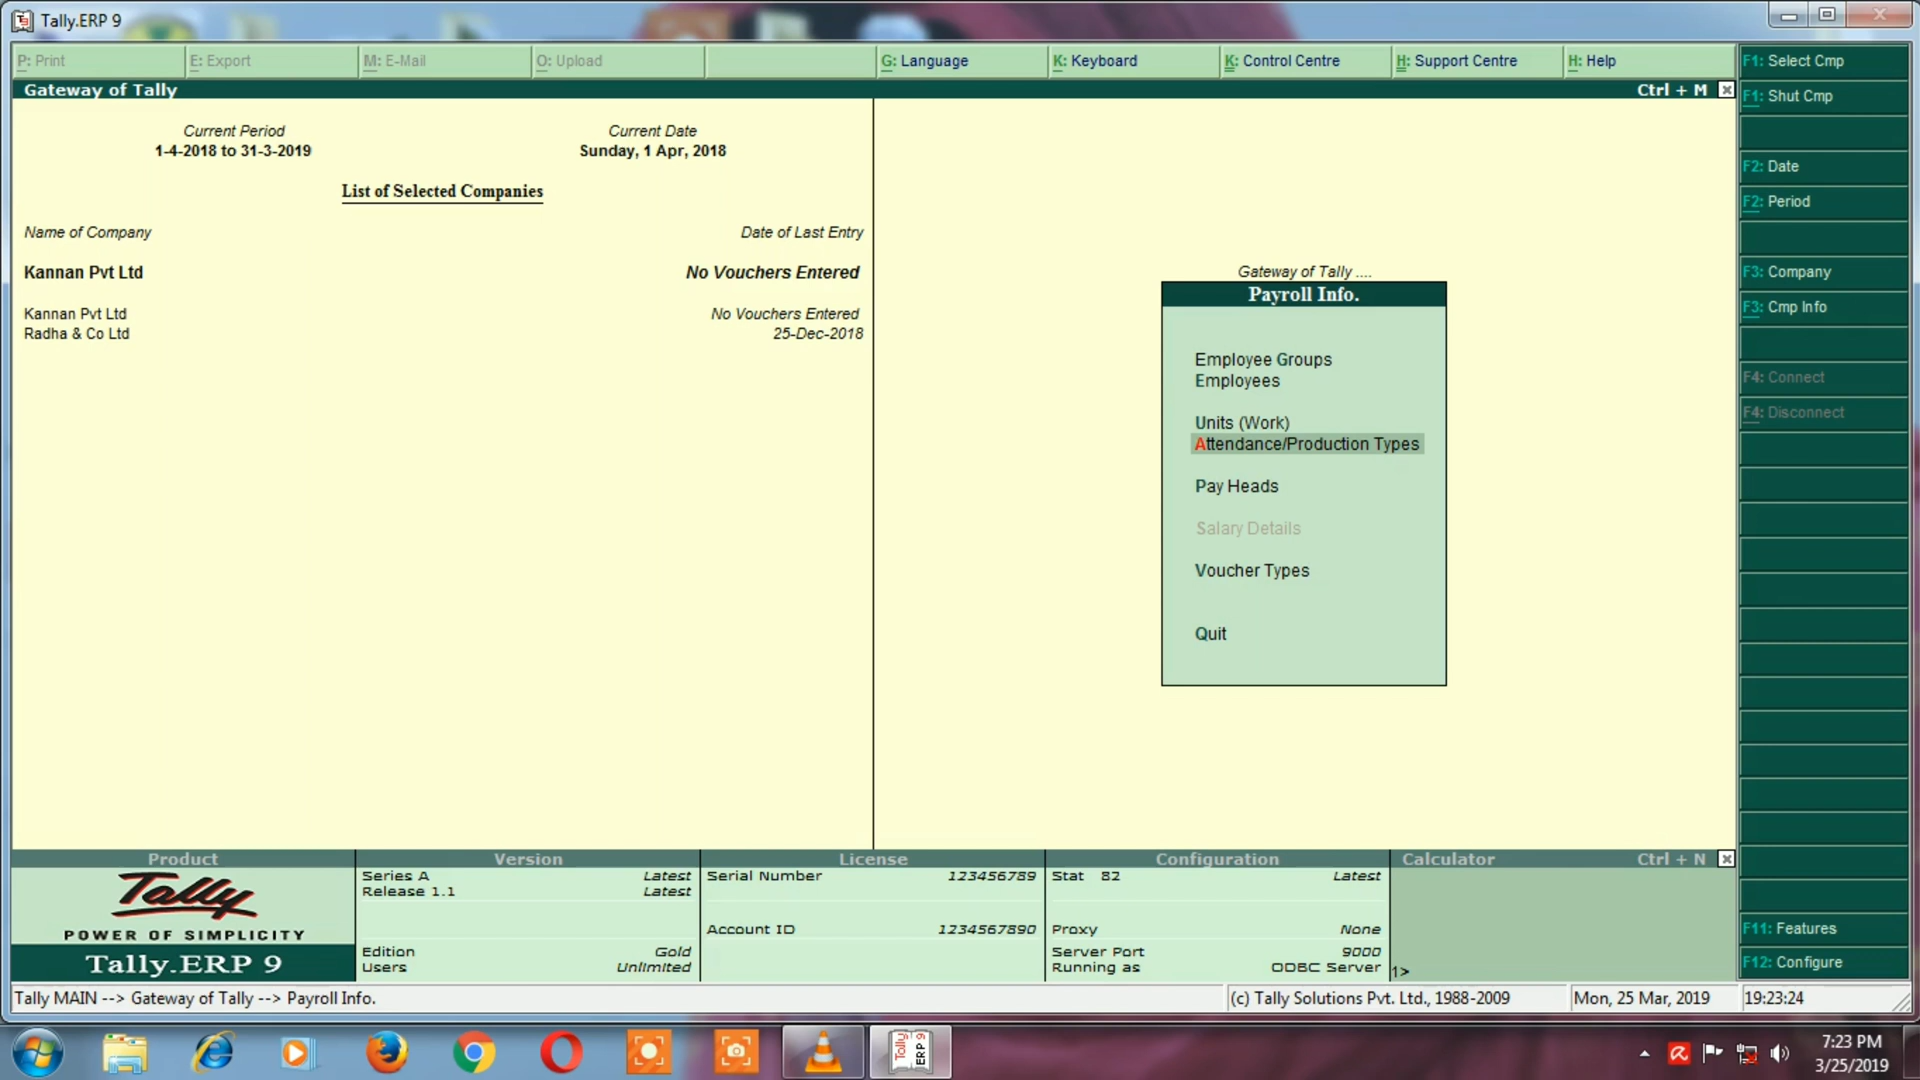 Tally.ERP 9
P: Print
E: Export
M: E-Mail
O: Upload
G: Language
K: Keyboard
K: Control Centre
H: Support Centre
H: Help
Gateway of Tally
Ctrl + M
Current Period
1-4-2018 to 31-3-2019
Current Date
Sunday, 1 Apr, 2018
List of Selected Companies
Name of Company
Date of Last Entry
Kannan Pvt Ltd
No Vouchers Entered
Kannan Pvt Ltd
No Vouchers Entered
Radha & Co Ltd
25-Dec-2018
Gateway of Tally ....
Payroll Info.
Employee Groups
Employees
Units (Work)
Attendance/Production Types
Pay Heads
Salary Details
Voucher Types
Quit
F1: Select Cmp
F1: Shut Cmp
F2: Date
F2: Period
F3: Company
F3: Cmp Info
F4: Connect
F4: Disconnect
F11: Features
F12: Configure
Product
Tally
POWER OF SIMPLICITY
Tally.ERP 9
Version
Series A Latest
Release 1.1 Latest
Edition Gold
Users Unlimited
License
Serial Number 123456789
Account ID 1234567890
Configuration
Stat 82 Latest
Proxy None
Server Port 9000
Running as ODBC Server
Calculator
Ctrl + N
1>
Tally MAIN --> Gateway of Tally --> Payroll Info.
(c) Tally Solutions Pvt. Ltd., 1988-2009
Mon, 25 Mar, 2019
19:23:24
Tally
ERP 9
7:23 PM
3/25/2019